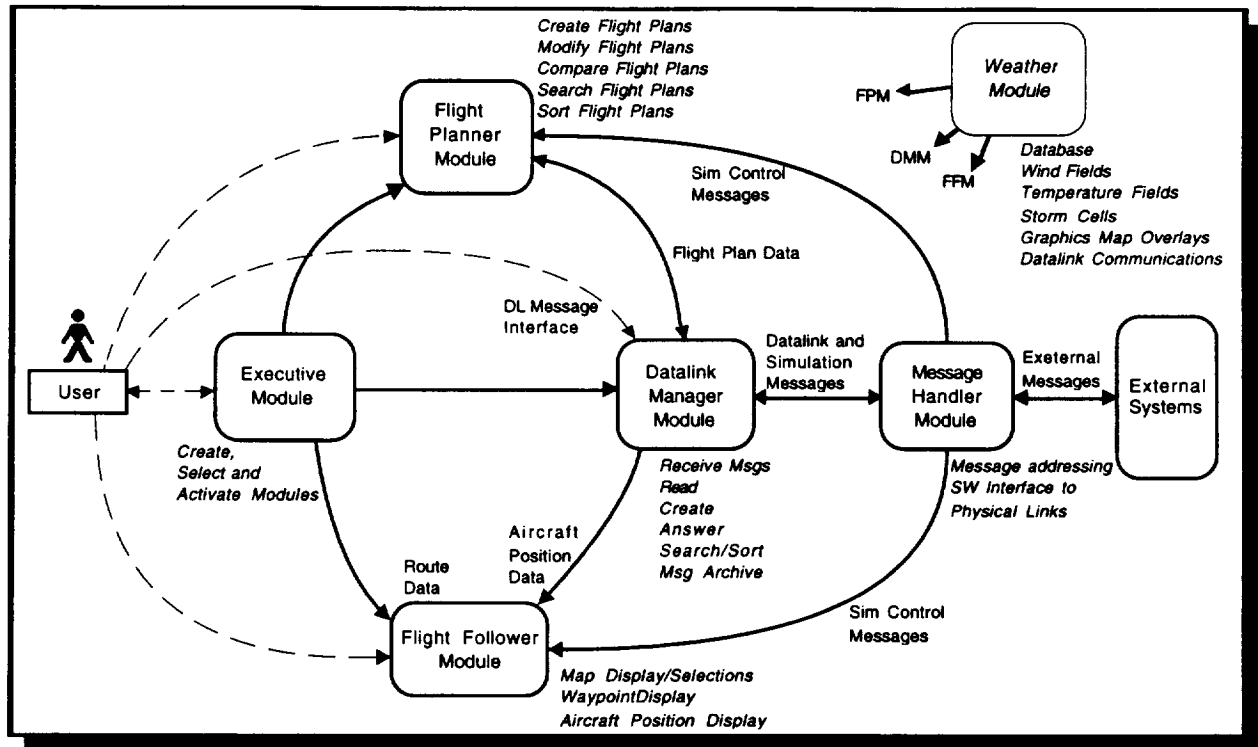 Create Flight Plans
Modify Flight Plans
Compare Flight Plans
Search Flight Plans
Sort Flight Plans
Flight
Planner
Module
Weather
Module
FPM
DMM
FFM
Database
Wind Fields
Temperature Fields
Storm Cells
Graphics Map Overlays
Datalink Communications
Sim Control
Messages
Flight Plan Data
DL Message
Interface
User
Executive
Module
Create,
Select and
Activate Modules
Datalink
Manager
Module
Datalink and
Simulation
Messages
Message
Handler
Module
Exeternal
Messages
External
Systems
Receive Msgs
Read
Create
Answer
Search/Sort
Msg Archive
Message addressing
SW Interface to
Physical Links
Aircraft
Position
Data
Route
Data
Flight Follower
Module
Sim Control
Messages
Map Display/Selections
WaypointDisplay
Aircraft Position Display